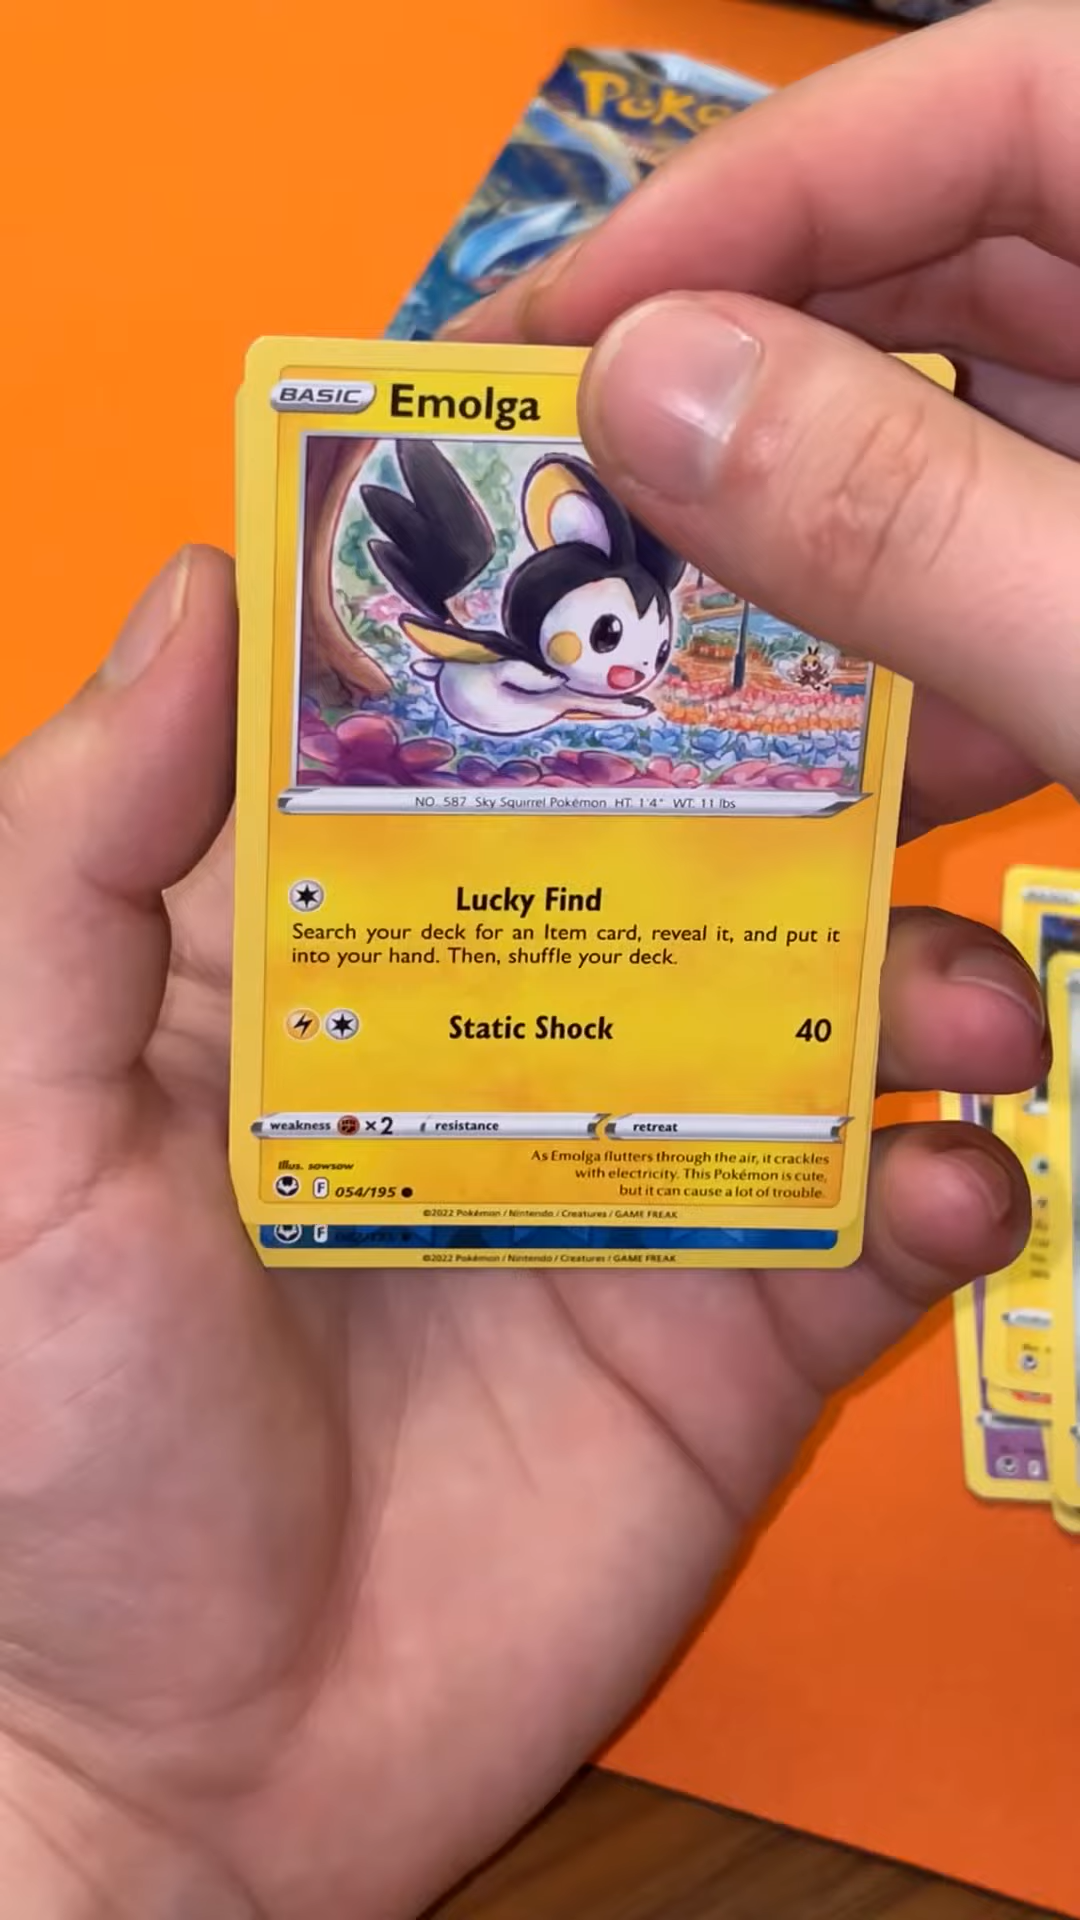 Poké
BASIC Emolga
NO. 587 Sky Squirrel Pokémon HT: 1'4" WT: 11 lbs
Lucky Find
Search your deck for an Item card, reveal it, and put it
into your hand. Then, shuffle your deck.
Static Shock 40
weakness ×2 resistance retreat
As Emolga flutters through the air, it crackles
with electricity. This Pokémon is cute,
but it can cause a lot of trouble.
Illus. sowsow
F 054/195
©2022 Pokémon / Nintendo / Creatures / GAME FREAK
F
©2022 Pokémon / Nintendo / Creatures / GAME FREAK